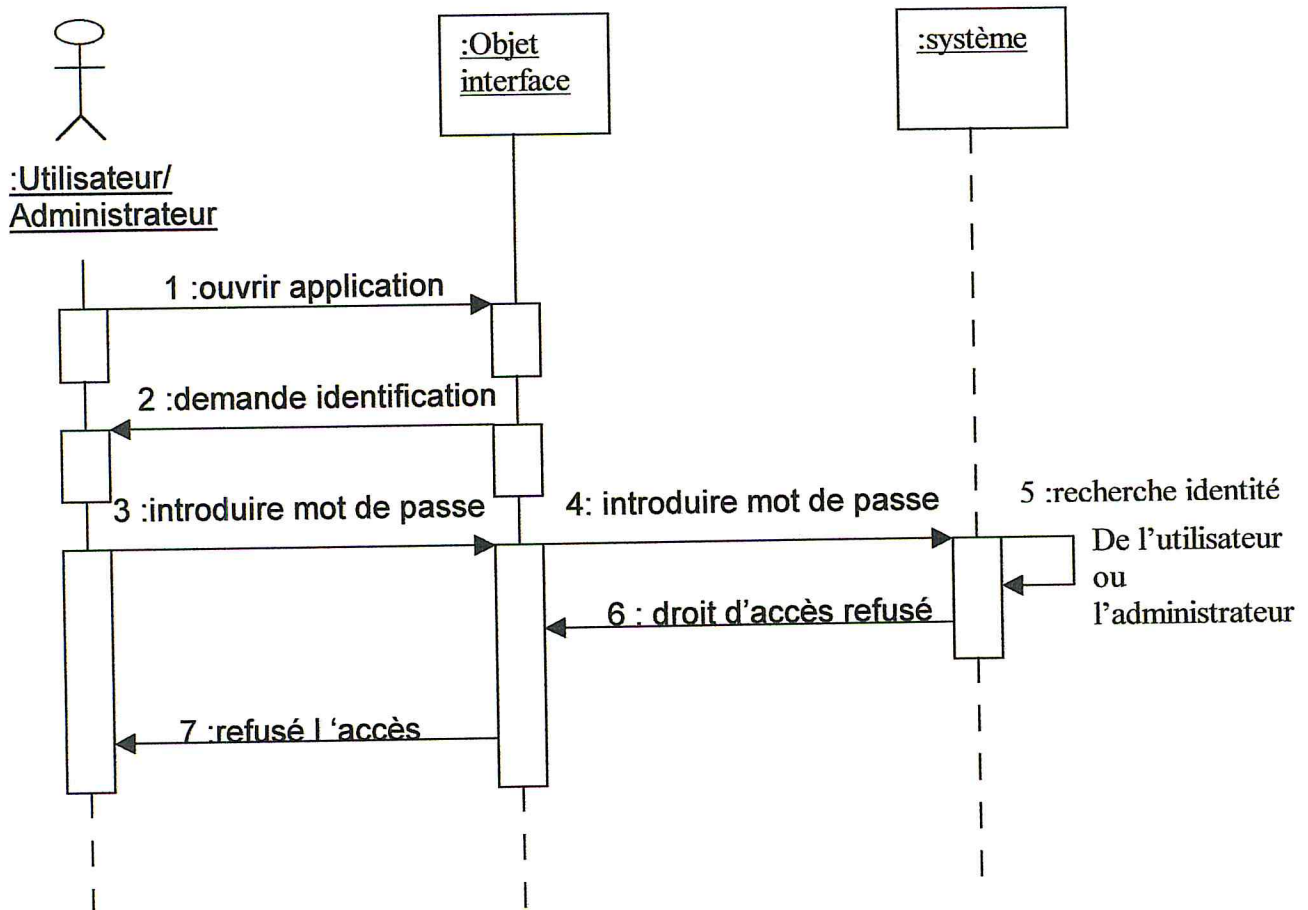 :Objet
interface
:système
:Utilisateur/
Administrateur
1 :ouvrir application
2 :demande identification
3 :introduire mot de passe
4: introduire mot de passe
5 :recherche identité
De l’utilisateur
ou
l’administrateur
6 : droit d’accès refusé
7 :refusé l ‘accès